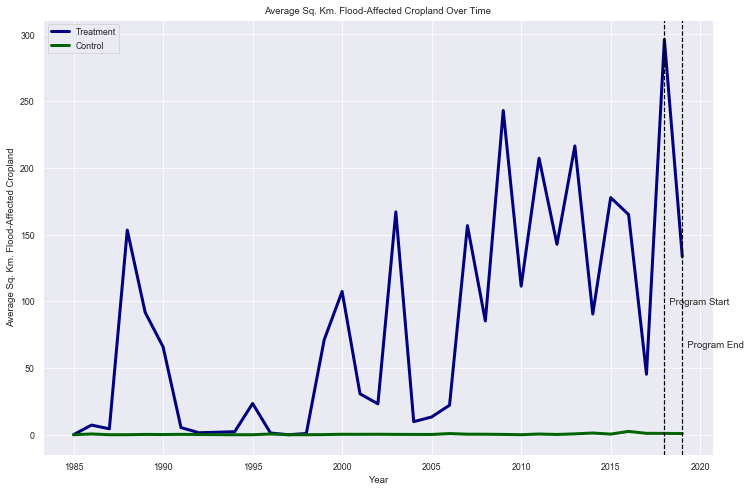 Average Sq. Km. Flood-Affected Cropland Over Time
Treatment
Control
300
250
200
150
100
50
0
Average Sq. Km. Flood-Affected Cropland
Program Start
Program End
1985
1990
1995
2000
2005
2010
2015
2020
Year